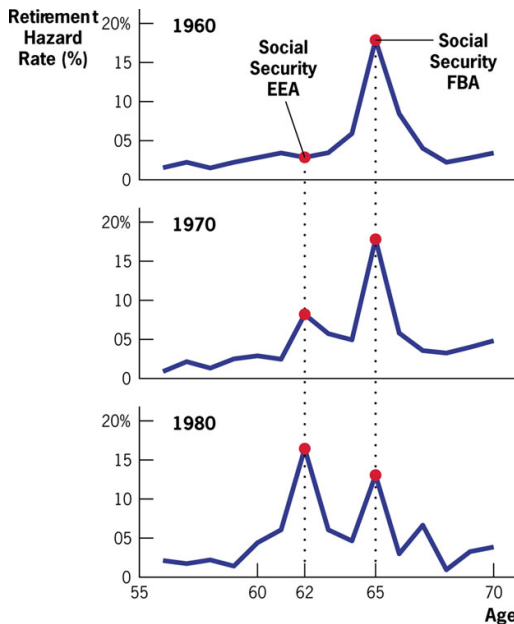 Retirement
Hazard
Rate (%)
1960
20%
15
10
05
0
Social
Security
EEA
Social
Security
FBA
1970
20%
15
10
05
0
1980
20%
15
10
05
0
55
60
62
65
70
Age